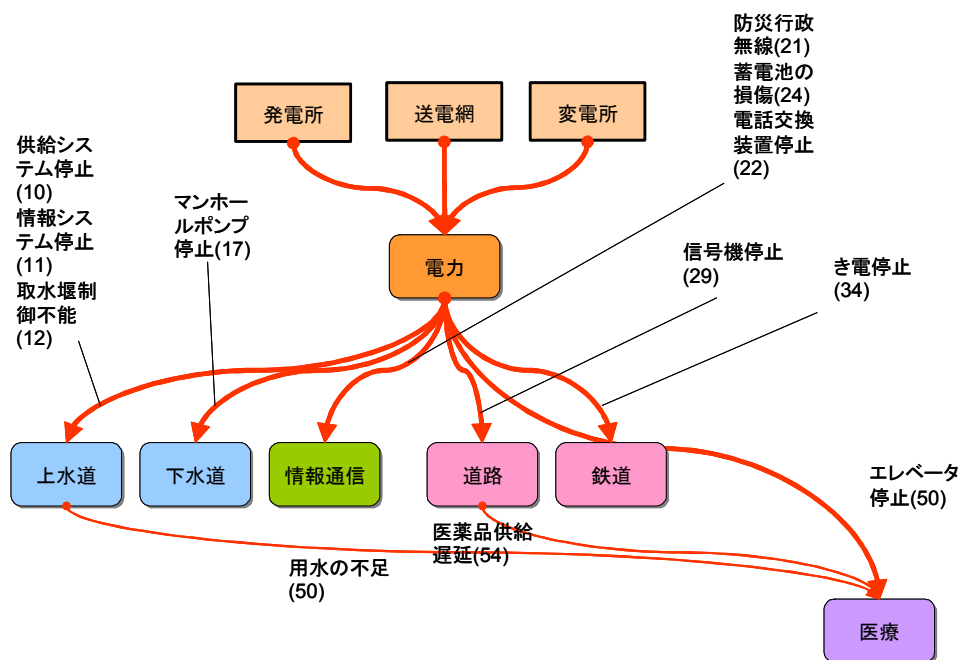 防災行政
無線(21)
蓄電池の
損傷(24)
電話交換
装置停止
(22)
発電所
送電網
変電所
供給シス
テム停止
(10)
情報シス
テム停止
(11)
取水堰制
御不能
(12)
マンホー
ルポンプ
停止(17)
電力
信号機停止
(29)
き電停止
(34)
上水道
下水道
情報通信
道路
鉄道
エレベータ
停止(50)
医薬品供給
遅延(54)
用水の不足
(50)
医療